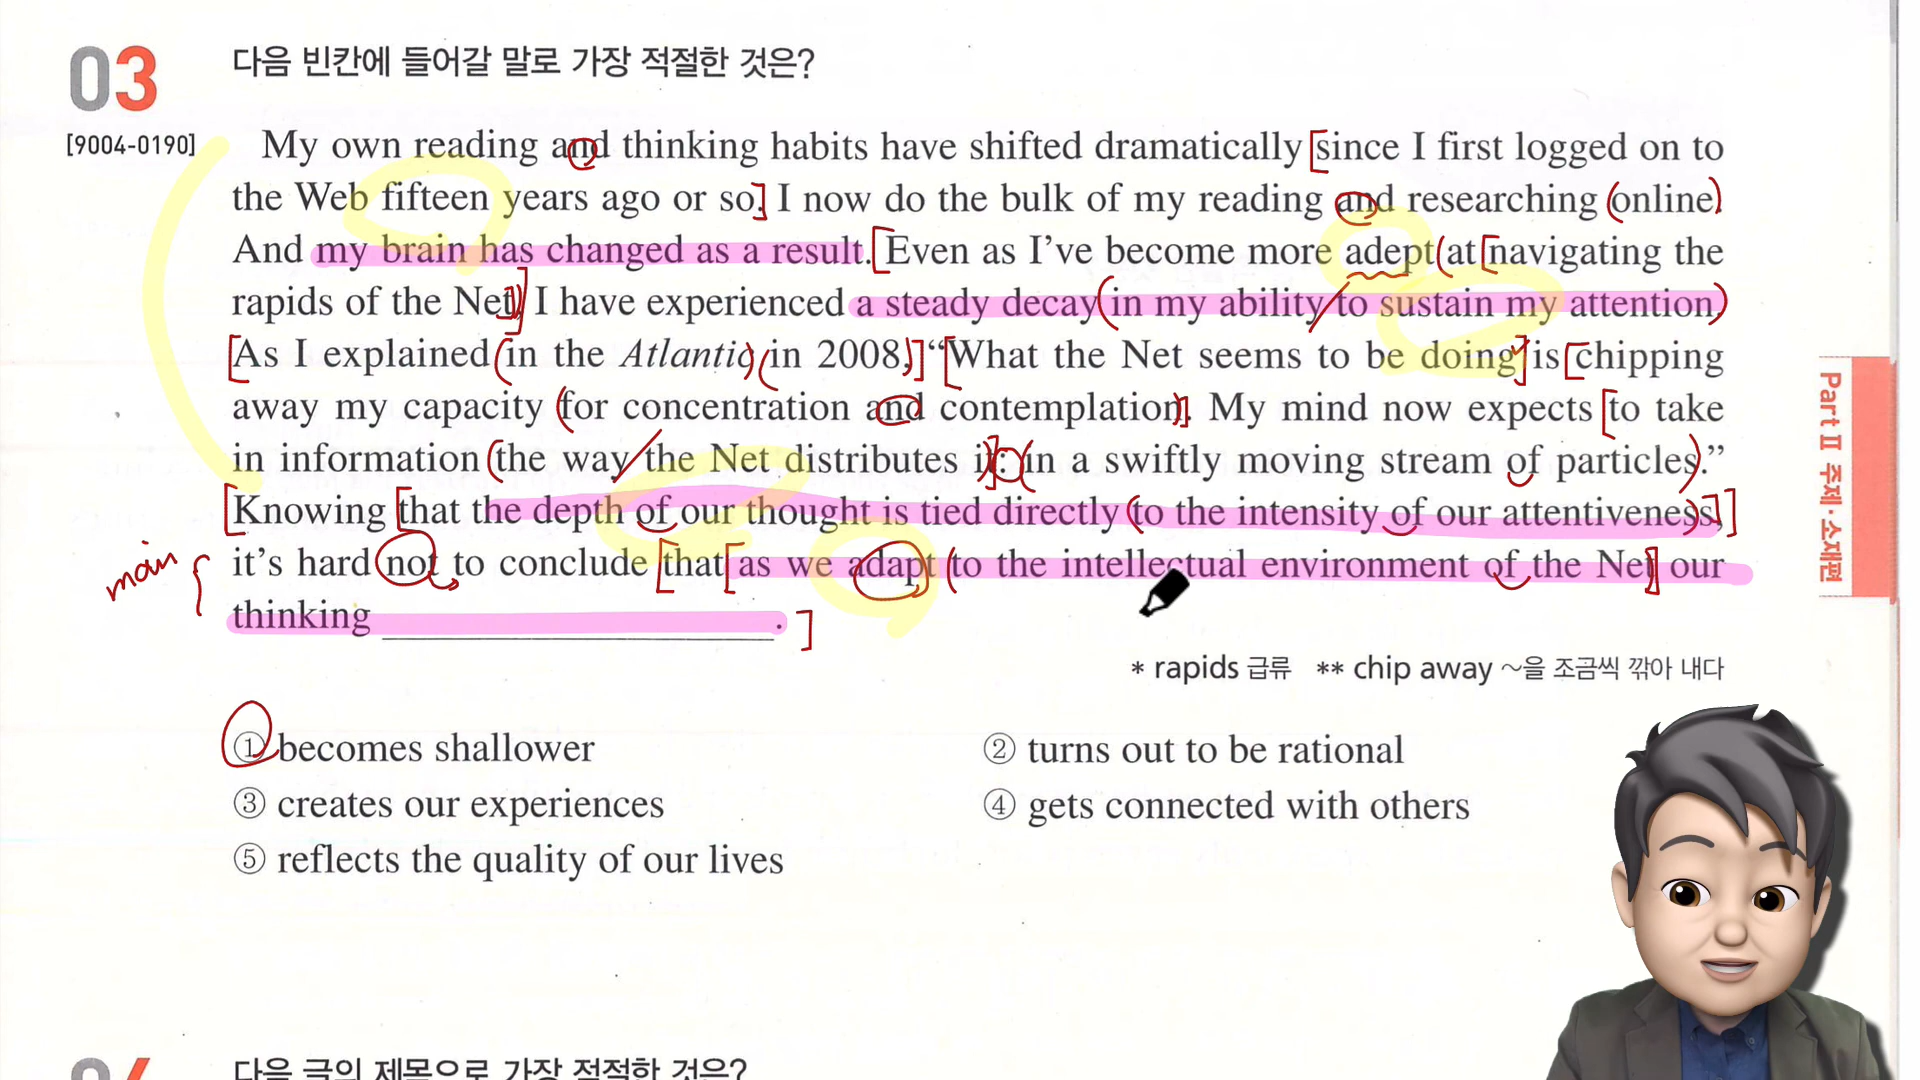 03
다음 빈칸에 들어갈 말로 가장 적절한 것은?
[9004-0190]
My own reading and thinking habits have shifted dramatically since I first logged on to
the Web fifteen years ago or so. I now do the bulk of my reading and researching online.
And my brain has changed as a result. Even as I've become more adept at navigating the
rapids of the Net, I have experienced a steady decay in my ability to sustain my attention.
As I explained in the Atlantic in 2008, “What the Net seems to be doing is chipping
away my capacity for concentration and contemplation. My mind now expects to take
in information the way the Net distributes it: in a swiftly moving stream of particles.”
Knowing that the depth of our thought is tied directly to the intensity of our attentiveness,
it's hard not to conclude that as we adapt to the intellectual environment of the Net our
thinking ____________.
main
* rapids 급류 ** chip away ~을 조금씩 깎아 내다
① becomes shallower
② turns out to be rational
③ creates our experiences
④ gets connected with others
⑤ reflects the quality of our lives
Part Ⅱ 주제·소재편
다음 글의 제목으로 가장 적절한 것은?